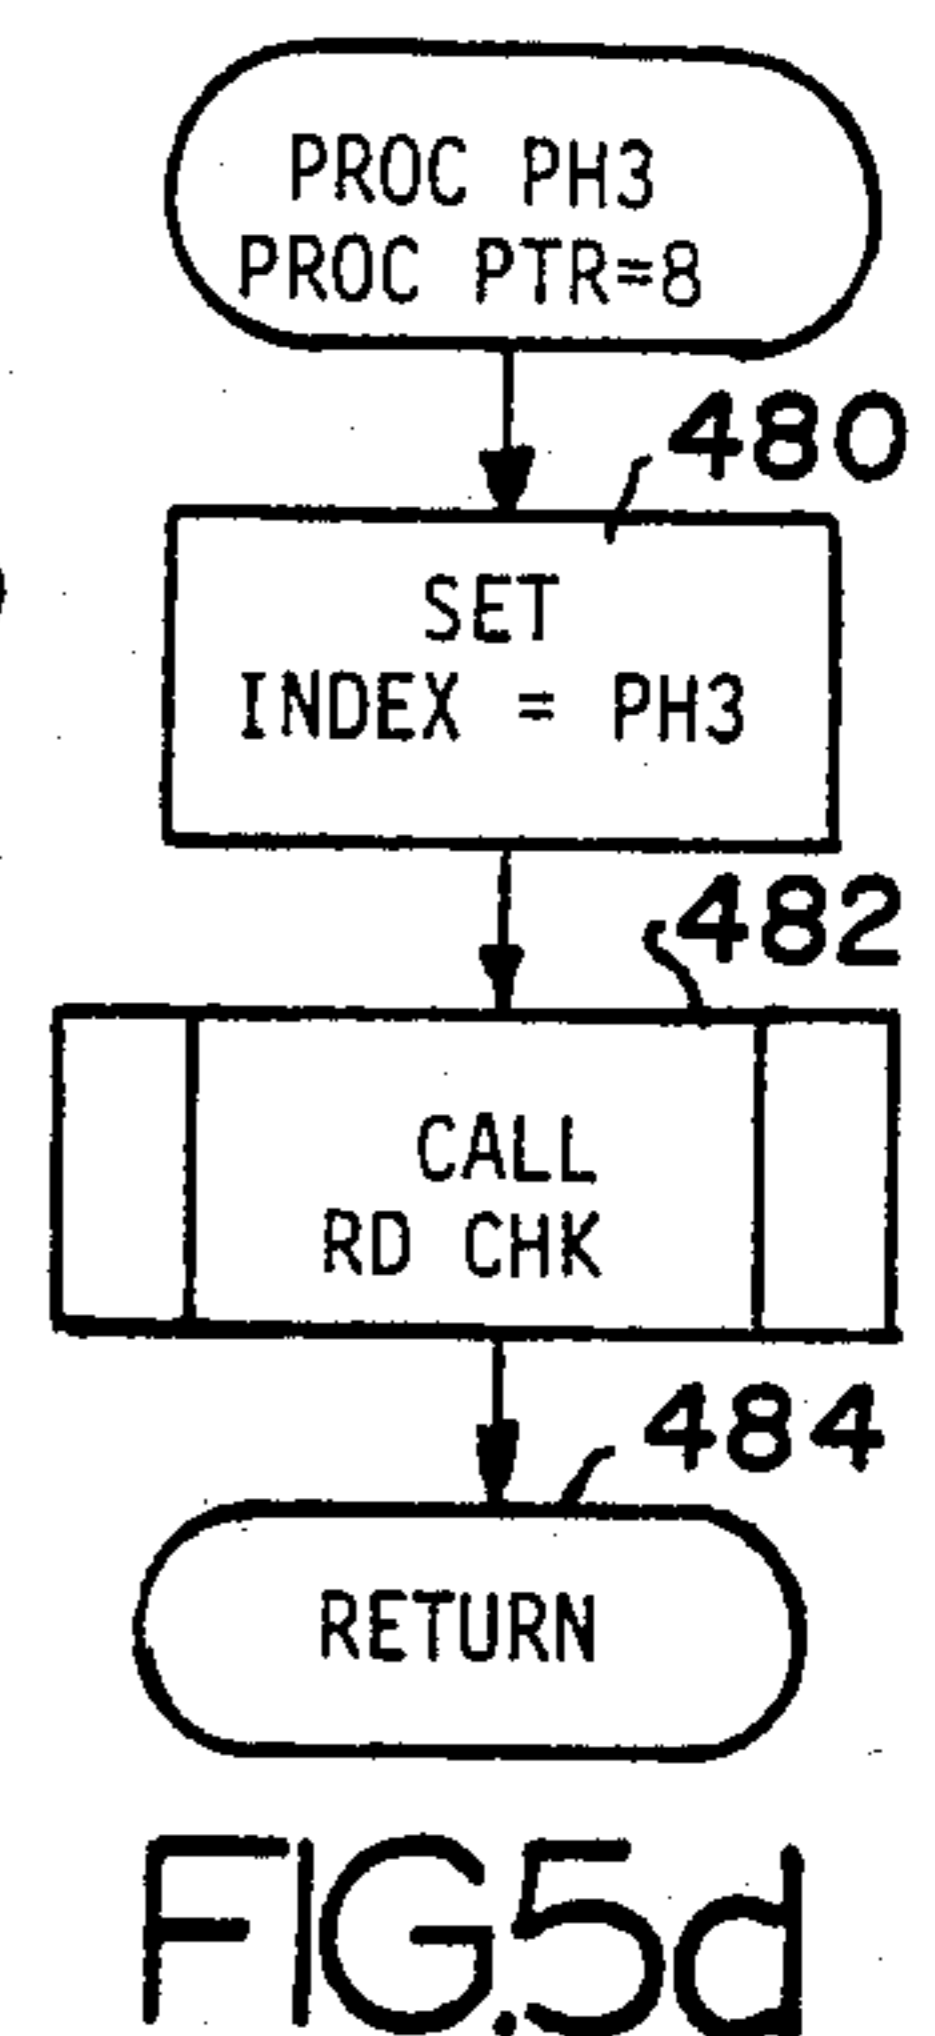 PROC PH3
PROC PTR=8
480
SET
INDEX = PH3
482
CALL
RD CHK
484
RETURN
FIG.5d